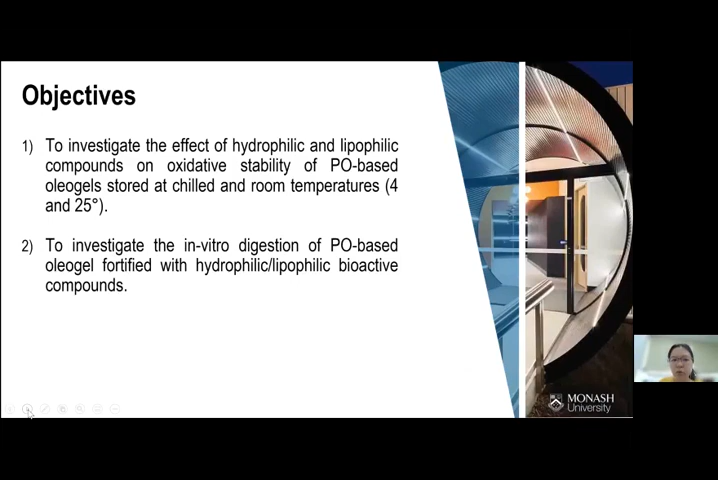 Objectives
1) To investigate the effect of hydrophilic and lipophilic
compounds on oxidative stability of PO-based
oleogels stored at chilled and room temperatures (4
and 25°).
2) To investigate the in-vitro digestion of PO-based
oleogel fortified with hydrophilic/lipophilic bioactive
compounds.
MONASH
University